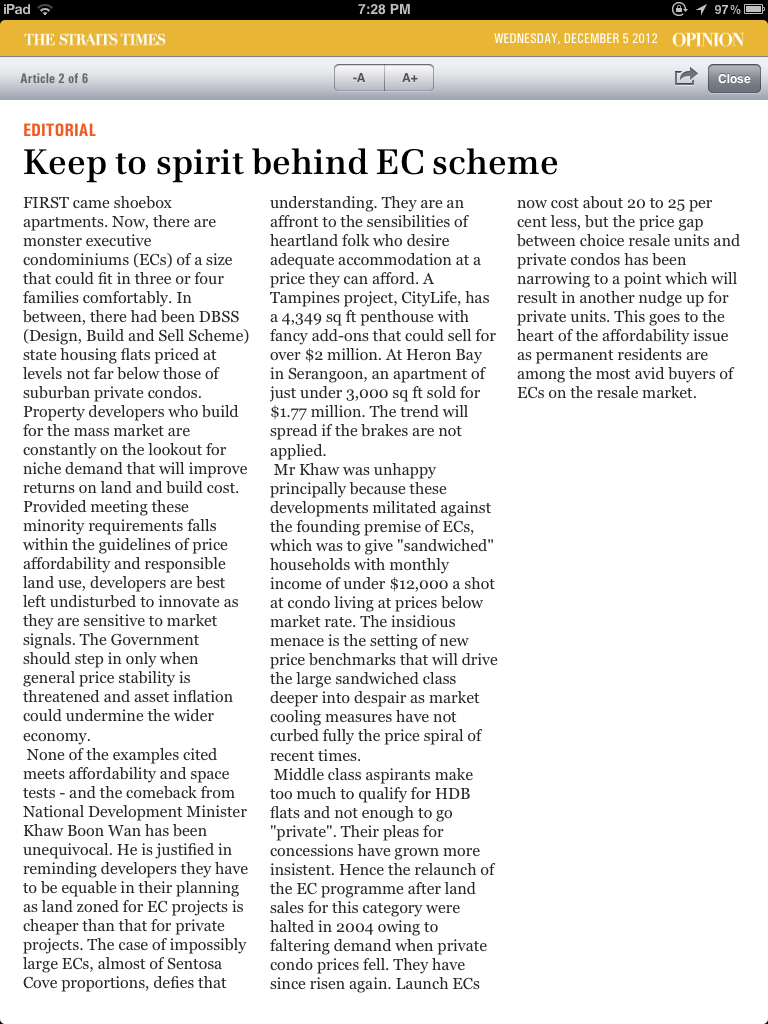 iPad
7:28 PM
97%
THE STRAITS TIMES
WEDNESDAY, DECEMBER 5 2012
OPINION
Article 2 of 6
-A
A+
Close
EDITORIAL
Keep to spirit behind EC scheme
FIRST came shoebox
apartments. Now, there are
monster executive
condominiums (ECs) of a size
that could fit in three or four
families comfortably. In
between, there had been DBSS
(Design, Build and Sell Scheme)
state housing flats priced at
levels not far below those of
suburban private condos.
Property developers who build
for the mass market are
constantly on the lookout for
niche demand that will improve
returns on land and build cost.
Provided meeting these
minority requirements falls
within the guidelines of price
affordability and responsible
land use, developers are best
left undisturbed to innovate as
they are sensitive to market
signals. The Government
should step in only when
general price stability is
threatened and asset inflation
could undermine the wider
economy.
None of the examples cited
meets affordability and space
tests - and the comeback from
National Development Minister
Khaw Boon Wan has been
unequivocal. He is justified in
reminding developers they have
to be equable in their planning
as land zoned for EC projects is
cheaper than that for private
projects. The case of impossibly
large ECs, almost of Sentosa
Cove proportions, defies that
understanding. They are an
affront to the sensibilities of
heartland folk who desire
adequate accommodation at a
price they can afford. A
Tampines project, CityLife, has
a 4,349 sq ft penthouse with
fancy add-ons that could sell for
over $2 million. At Heron Bay
in Serangoon, an apartment of
just under 3,000 sq ft sold for
$1.77 million. The trend will
spread if the brakes are not
applied.
Mr Khaw was unhappy
principally because these
developments militated against
the founding premise of ECs,
which was to give "sandwiched"
households with monthly
income of under $12,000 a shot
at condo living at prices below
market rate. The insidious
menace is the setting of new
price benchmarks that will drive
the large sandwiched class
deeper into despair as market
cooling measures have not
curbed fully the price spiral of
recent times.
Middle class aspirants make
too much to qualify for HDB
flats and not enough to go
"private". Their pleas for
concessions have grown more
insistent. Hence the relaunch of
the EC programme after land
sales for this category were
halted in 2004 owing to
faltering demand when private
condo prices fell. They have
since risen again. Launch ECs
now cost about 20 to 25 per
cent less, but the price gap
between choice resale units and
private condos has been
narrowing to a point which will
result in another nudge up for
private units. This goes to the
heart of the affordability issue
as permanent residents are
among the most avid buyers of
ECs on the resale market.